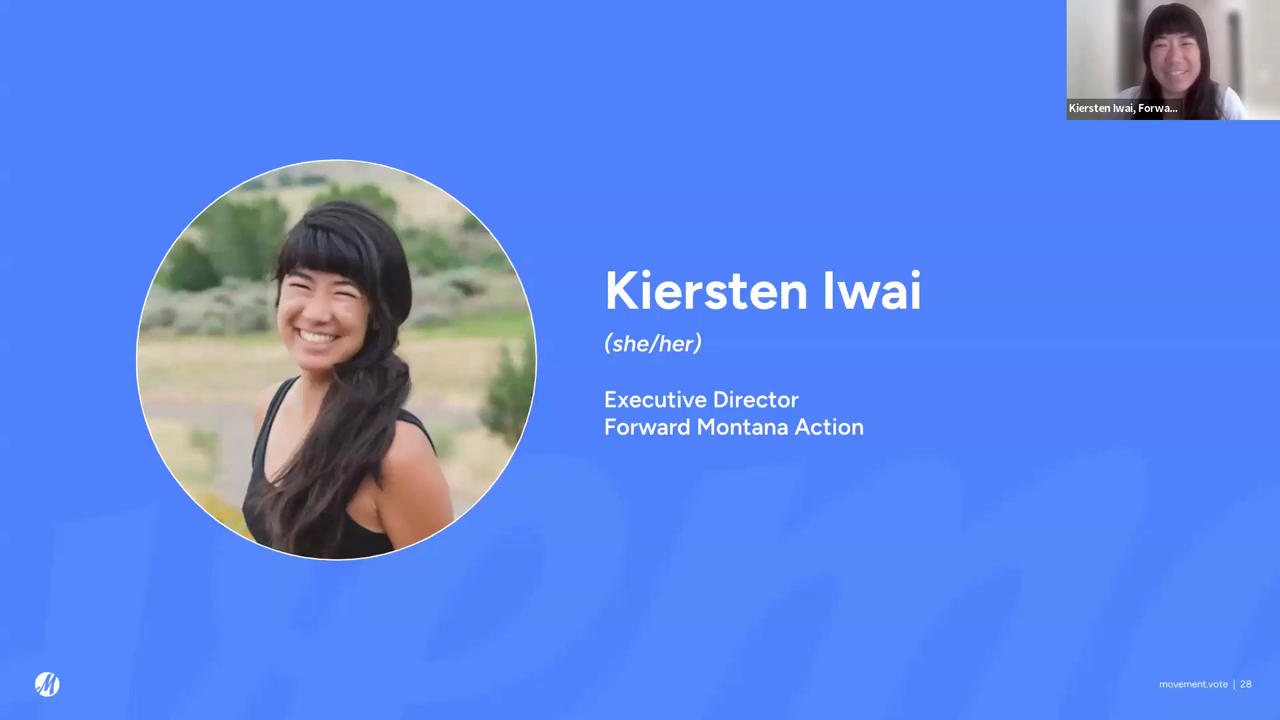 Kiersten Iwai, Forwa...
Kiersten Iwai
(she/her)
Executive Director
Forward Montana Action
movement.vote | 28